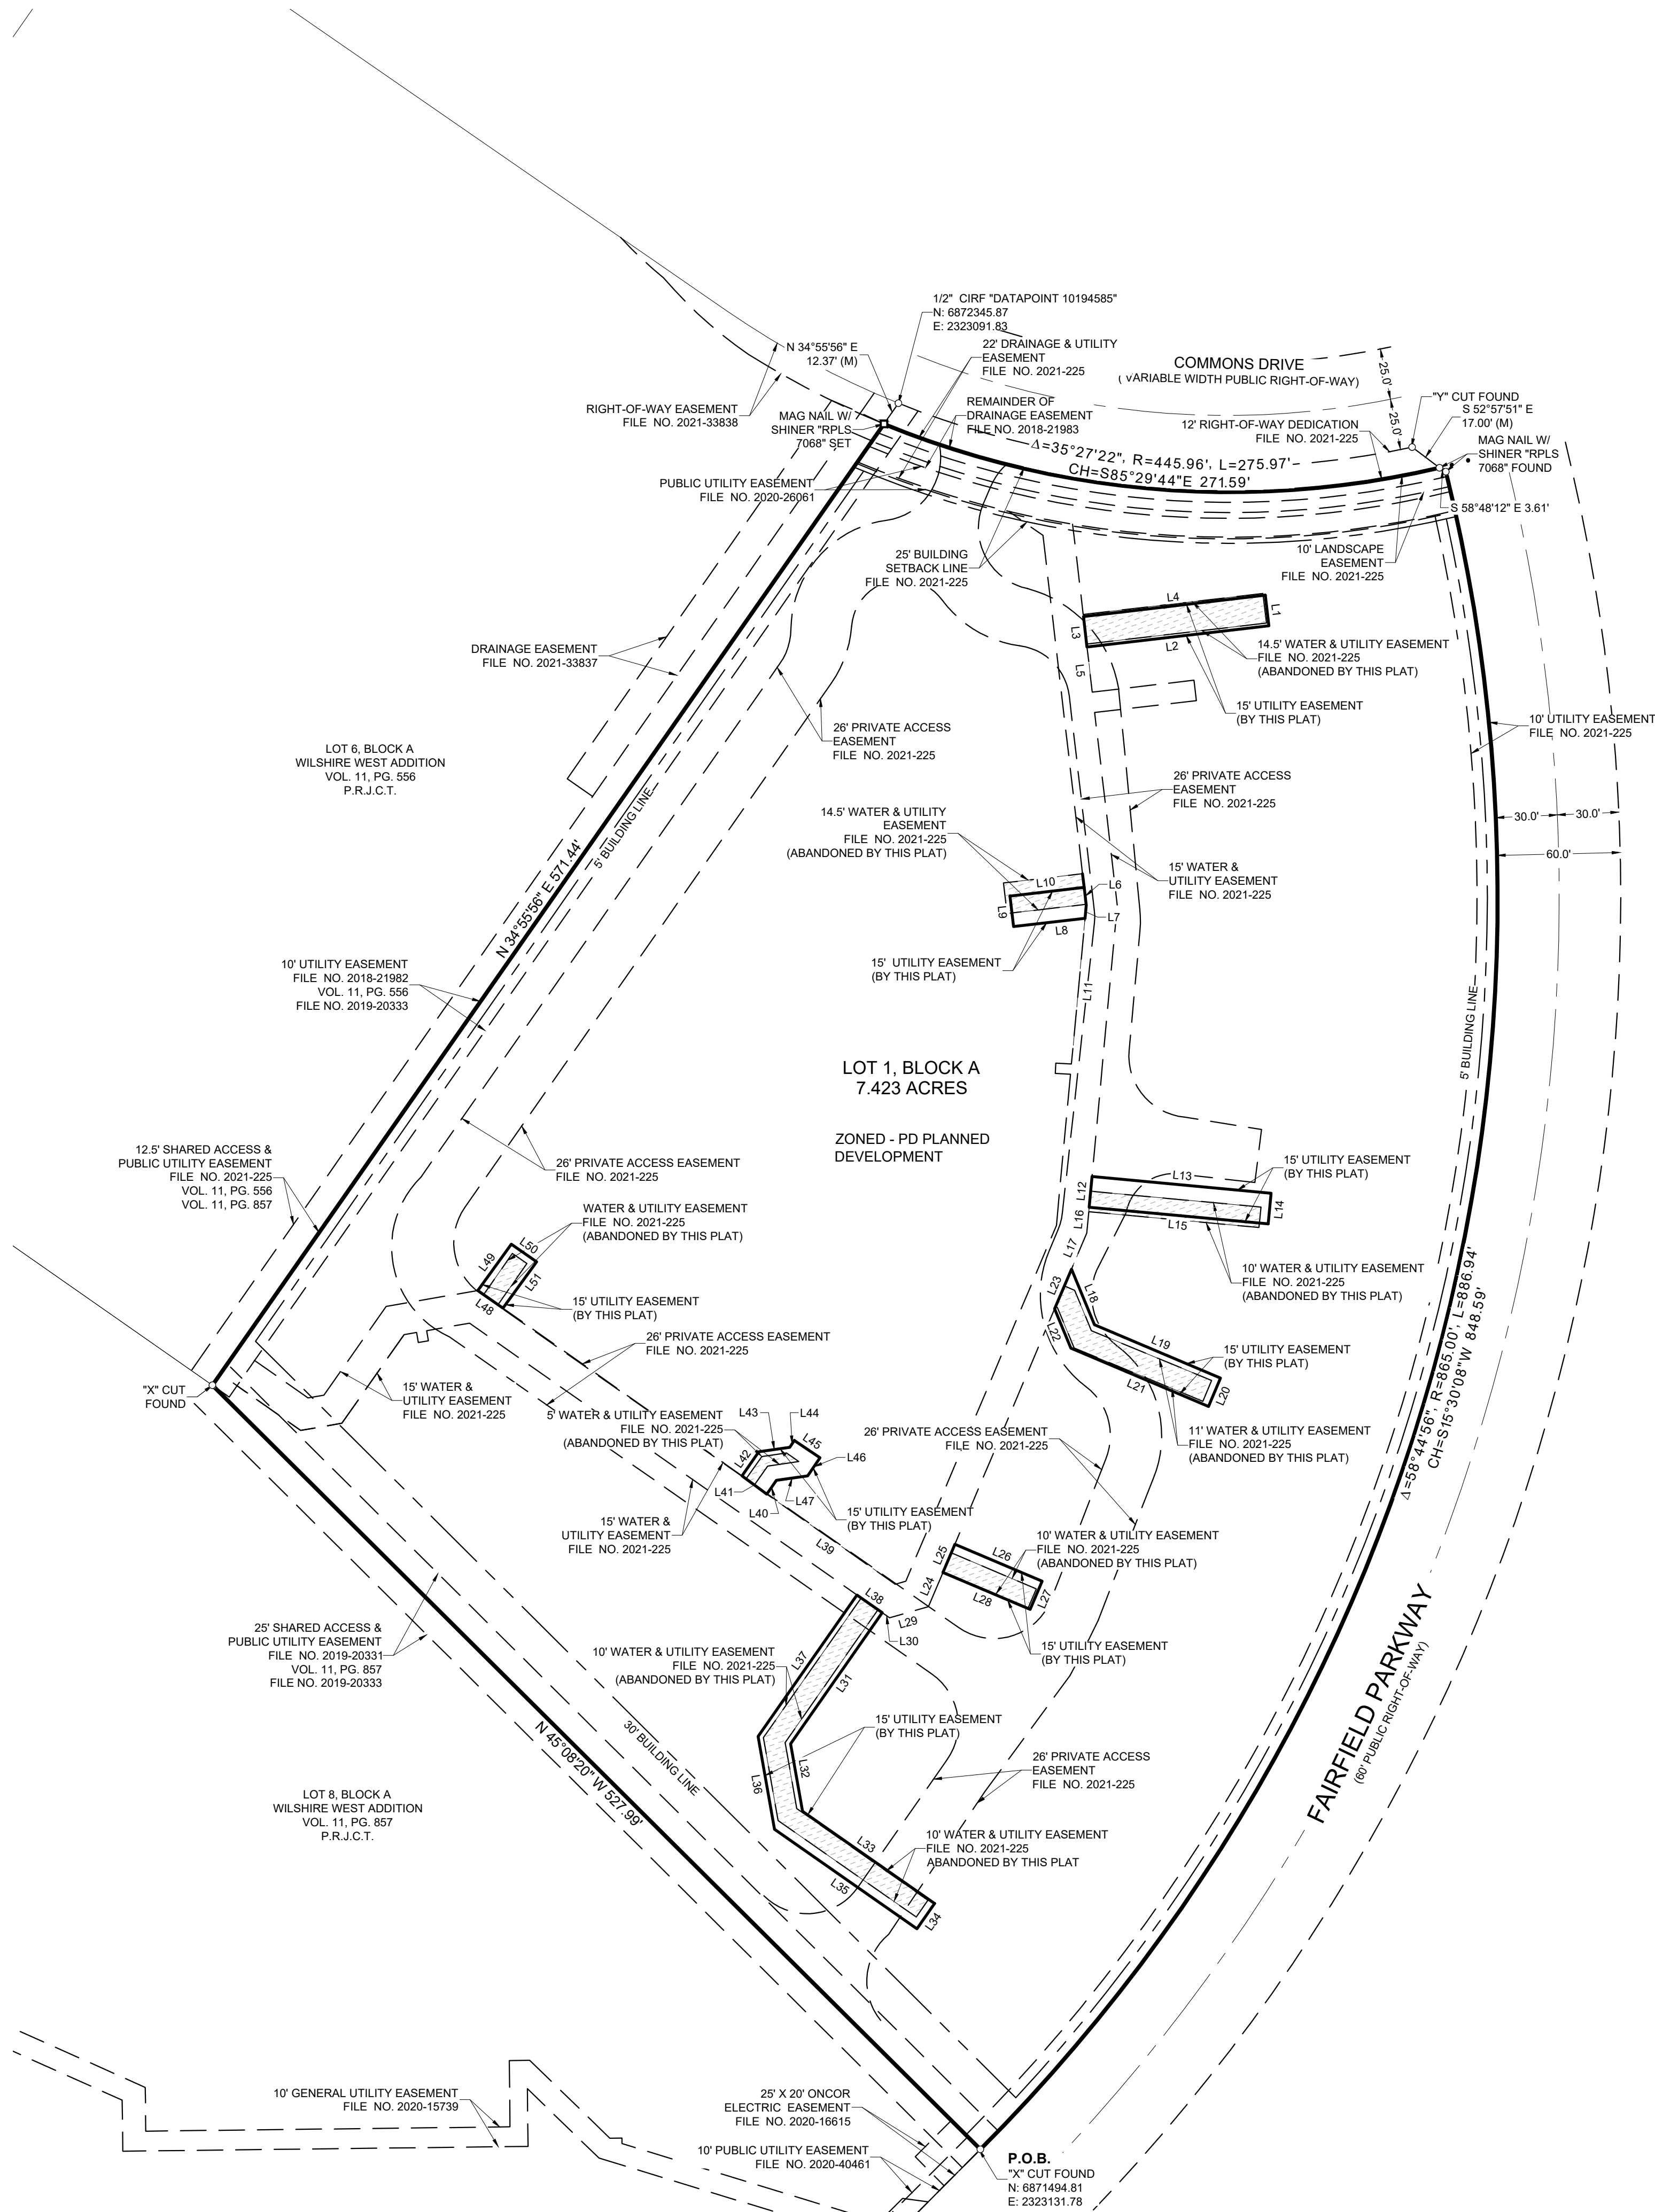 1/2" CIRF "DATAPOINT 10194585"
N: 6872345.87
E: 2323091.83
N 34°55'56" E
12.37' (M)
22' DRAINAGE & UTILITY
EASEMENT
FILE NO. 2021-225
COMMONS DRIVE
( VARIABLE WIDTH PUBLIC RIGHT-OF-WAY)
25.0'
25.0'
"Y" CUT FOUND
S 52°57'51" E
17.00' (M)
RIGHT-OF-WAY EASEMENT
FILE NO. 2021-33838
MAG NAIL W/
SHINER "RPLS
7068" SET
REMAINDER OF
DRAINAGE EASEMENT
FILE NO. 2018-21983
12' RIGHT-OF-WAY DEDICATION
FILE NO. 2021-225
MAG NAIL W/
SHINER "RPLS
7068" FOUND
Δ=35°27'22", R=445.96', L=275.97'
CH=S85°29'44"E 271.59'
PUBLIC UTILITY EASEMENT
FILE NO. 2020-26061
S 58°48'12" E 3.61'
25' BUILDING
SETBACK LINE
FILE NO. 2021-225
10' LANDSCAPE
EASEMENT
FILE NO. 2021-225
L4
L1
L3
L2
L5
14.5' WATER & UTILITY EASEMENT
FILE NO. 2021-225
(ABANDONED BY THIS PLAT)
DRAINAGE EASEMENT
FILE NO. 2021-33837
15' UTILITY EASEMENT
(BY THIS PLAT)
10' UTILITY EASEMENT
FILE NO. 2021-225
26' PRIVATE ACCESS
EASEMENT
FILE NO. 2021-225
LOT 6, BLOCK A
WILSHIRE WEST ADDITION
VOL. 11, PG. 556
P.R.J.C.T.
26' PRIVATE ACCESS
EASEMENT
FILE NO. 2021-225
5' BUILDING LINE
30.0'
30.0'
60.0'
14.5' WATER & UTILITY
EASEMENT
FILE NO. 2021-225
(ABANDONED BY THIS PLAT)
15' WATER &
UTILITY EASEMENT
FILE NO. 2021-225
N 34°55'56" E 571.44'
L10
L6
L9
L7
L8
15' UTILITY EASEMENT
(BY THIS PLAT)
10' UTILITY EASEMENT
FILE NO. 2018-21982
VOL. 11, PG. 556
FILE NO. 2019-20333
L11
5' BUILDING LINE
LOT 1, BLOCK A
7.423 ACRES
ZONED - PD PLANNED
DEVELOPMENT
12.5' SHARED ACCESS &
PUBLIC UTILITY EASEMENT
FILE NO. 2021-225
VOL. 11, PG. 556
VOL. 11, PG. 857
26' PRIVATE ACCESS EASEMENT
FILE NO. 2021-225
15' UTILITY EASEMENT
(BY THIS PLAT)
L12
L13
L14
L15
L16
L17
WATER & UTILITY EASEMENT
FILE NO. 2021-225
(ABANDONED BY THIS PLAT)
L50
L49
L51
L48
15' UTILITY EASEMENT
(BY THIS PLAT)
10' WATER & UTILITY EASEMENT
FILE NO. 2021-225
(ABANDONED BY THIS PLAT)
L23
L18
L22
L19
L20
L21
26' PRIVATE ACCESS EASEMENT
FILE NO. 2021-225
15' UTILITY EASEMENT
(BY THIS PLAT)
Δ=58°44'56", R=865.00', L=886.94'
CH=S15°30'08"W 848.59'
"X" CUT
FOUND
15' WATER &
UTILITY EASEMENT
FILE NO. 2021-225
5' WATER & UTILITY EASEMENT
FILE NO. 2021-225
(ABANDONED BY THIS PLAT)
L43
L44
L45
L46
L42
L41
L40
L47
26' PRIVATE ACCESS EASEMENT
FILE NO. 2021-225
11' WATER & UTILITY EASEMENT
FILE NO. 2021-225
(ABANDONED BY THIS PLAT)
15' UTILITY EASEMENT
(BY THIS PLAT)
15' WATER &
UTILITY EASEMENT
FILE NO. 2021-225
L39
10' WATER & UTILITY EASEMENT
FILE NO. 2021-225
(ABANDONED BY THIS PLAT)
L25
L26
L24
L28
L27
L38
L29
L30
15' UTILITY EASEMENT
(BY THIS PLAT)
25' SHARED ACCESS &
PUBLIC UTILITY EASEMENT
FILE NO. 2019-20331
VOL. 11, PG. 857
FILE NO. 2019-20333
10' WATER & UTILITY EASEMENT
FILE NO. 2021-225
(ABANDONED BY THIS PLAT)
L37
L31
FAIRFIELD PARKWAY
(60' PUBLIC RIGHT-OF-WAY)
N 45°08'20" W 527.99'
30' BUILDING LINE
15' UTILITY EASEMENT
(BY THIS PLAT)
L36
L32
26' PRIVATE ACCESS
EASEMENT
FILE NO. 2021-225
LOT 8, BLOCK A
WILSHIRE WEST ADDITION
VOL. 11, PG. 857
P.R.J.C.T.
L33
L35
L34
10' WATER & UTILITY EASEMENT
FILE NO. 2021-225
ABANDONED BY THIS PLAT
10' GENERAL UTILITY EASEMENT
FILE NO. 2020-15739
25' X 20' ONCOR
ELECTRIC EASEMENT
FILE NO. 2020-16615
10' PUBLIC UTILITY EASEMENT
FILE NO. 2020-40461
P.O.B.
"X" CUT FOUND
N: 6871494.81
E: 2323131.78